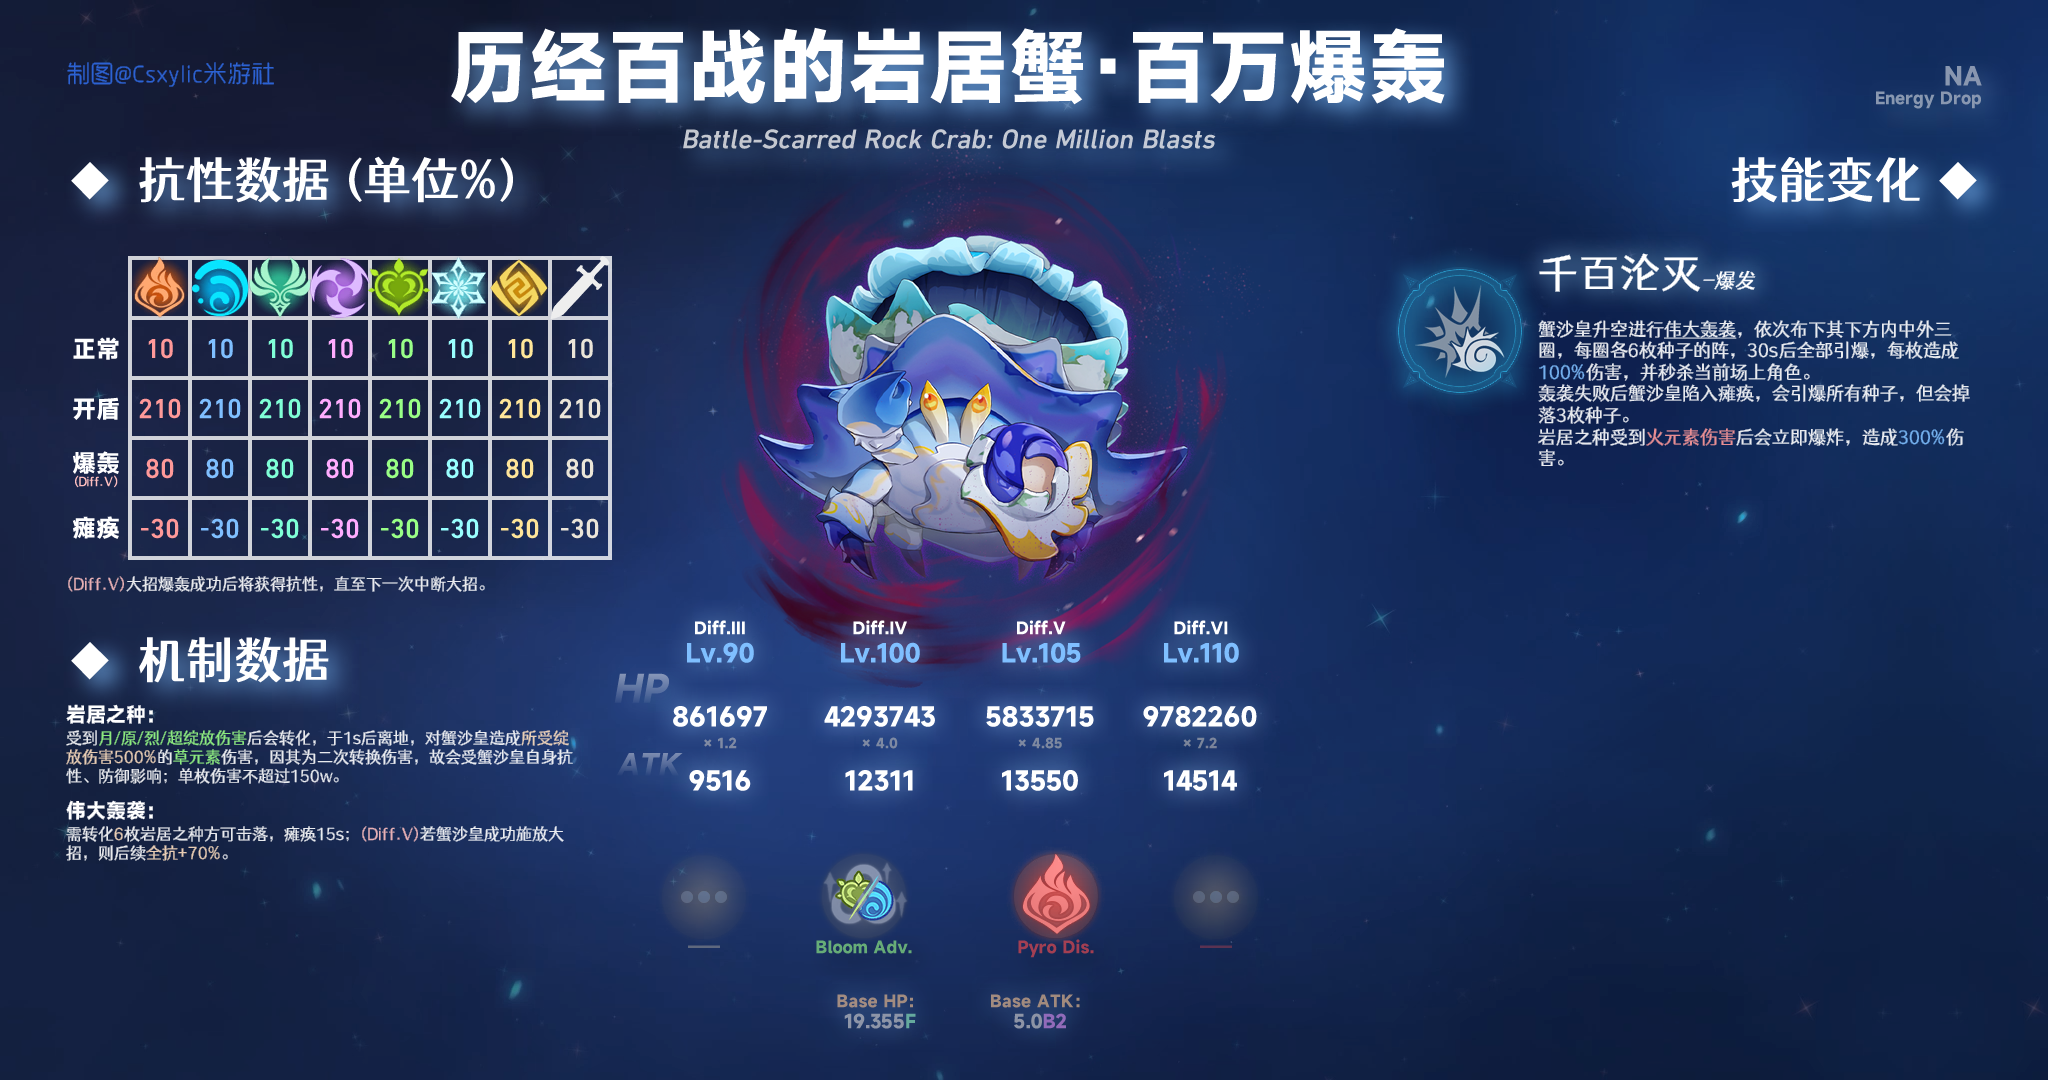 制图@Csxylic米游社
历经百战的岩居蟹·百万爆轰
Battle-Scarred Rock Crab: One Million Blasts
NA
Energy Drop
抗性数据 (单位%)
正常 10 10 10 10 10 10 10 10
开盾 210 210 210 210 210 210 210 210
爆轰 80 80 80 80 80 80 80 80
(Diff.V)
瘫痪 -30 -30 -30 -30 -30 -30 -30 -30
(Diff.V)大招爆轰成功后将获得抗性，直至下一次中断大招。
机制数据
岩居之种：
受到月/原/烈/超绽放伤害后会转化，于1s后离地，对蟹沙皇造成所受绽
放伤害500%的草元素伤害，因其为二次转换伤害，故会受蟹沙皇自身抗
性、防御影响；单枚伤害不超过150w。
伟大轰袭：
需转化6枚岩居之种方可击落，瘫痪15s；(Diff.V)若蟹沙皇成功施放大
招，则后续全抗+70%。
Diff.III Diff.IV Diff.V Diff.VI
Lv.90 Lv.100 Lv.105 Lv.110
HP
861697 4293743 5833715 9782260
× 1.2 × 4.0 × 4.85 × 7.2
ATK
9516 12311 13550 14514
Bloom Adv. Pyro Dis.
Base HP: Base ATK:
19.355F 5.0B2
技能变化
千百沦灭-爆发
蟹沙皇升空进行伟大轰袭，依次布下其下方内中外三
圈，每圈各6枚种子的阵，30s后全部引爆，每枚造成
100%伤害，并秒杀当前场上角色。
轰袭失败后蟹沙皇陷入瘫痪，会引爆所有种子，但会掉
落3枚种子。
岩居之种受到火元素伤害后会立即爆炸，造成300%伤
害。